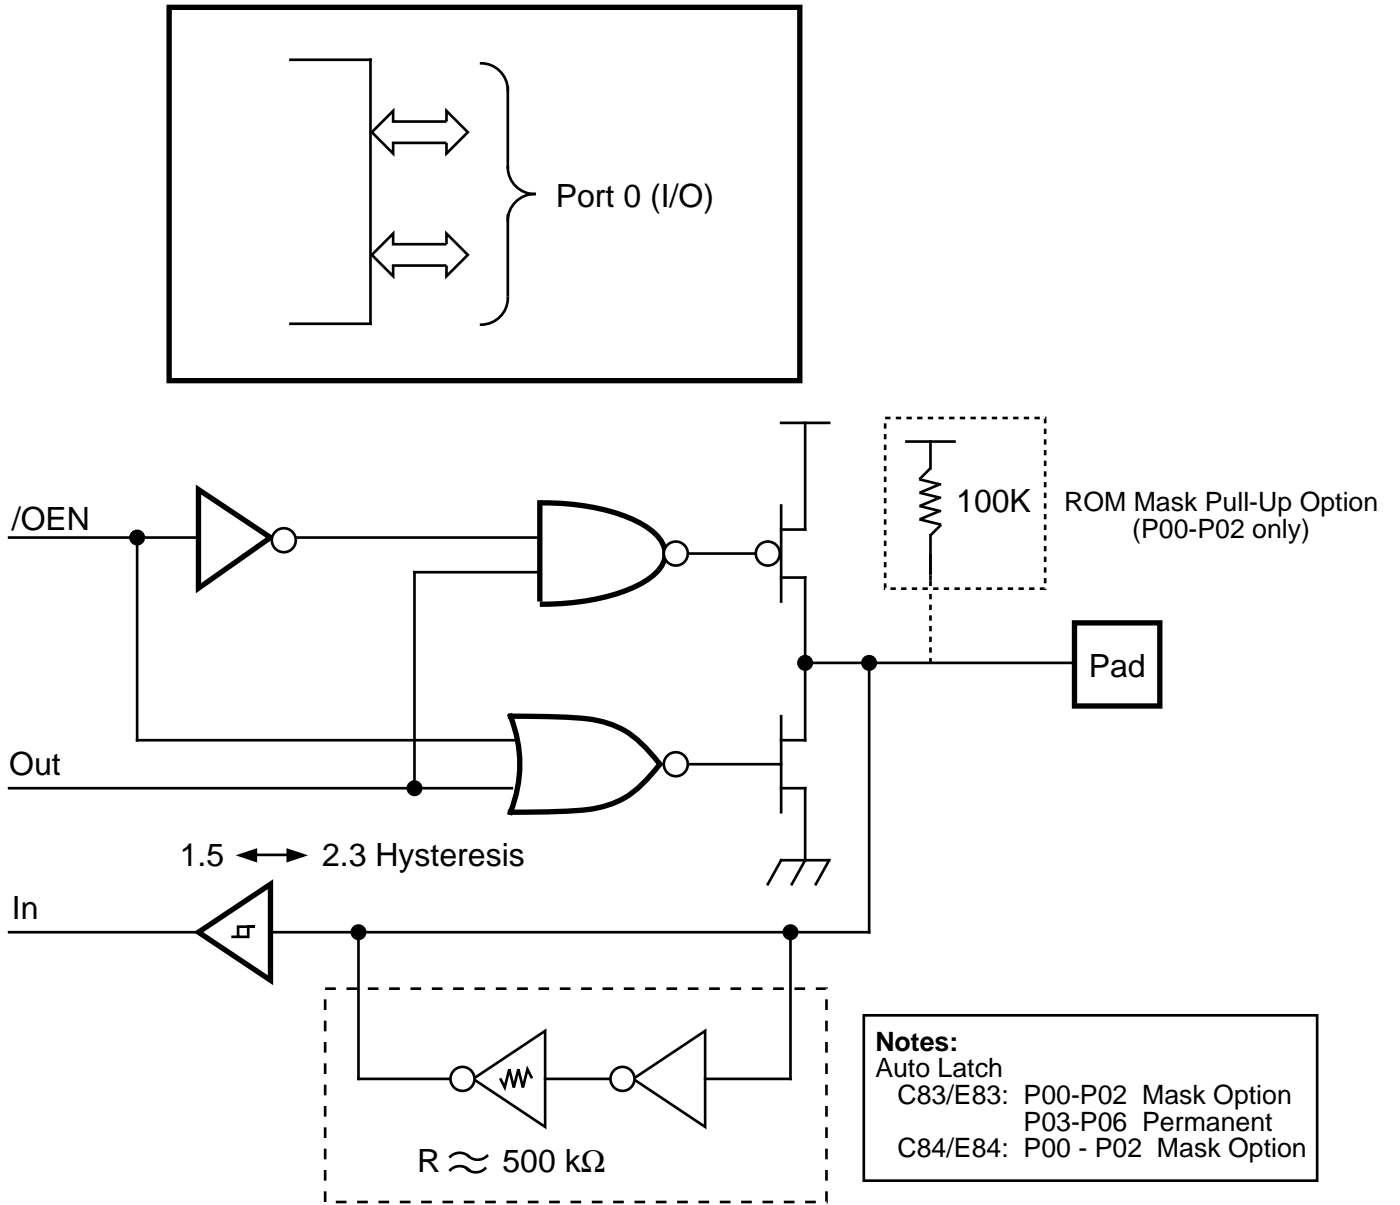 Port 0 (I/O)
/OEN
100K
ROM Mask Pull-Up Option
(P00-P02 only)
Pad
Out
1.5 2.3 Hysteresis
In
R ≈ 500 kΩ
Notes:
Auto Latch
C83/E83: P00-P02 Mask Option
P03-P06 Permanent
C84/E84: P00 - P02 Mask Option